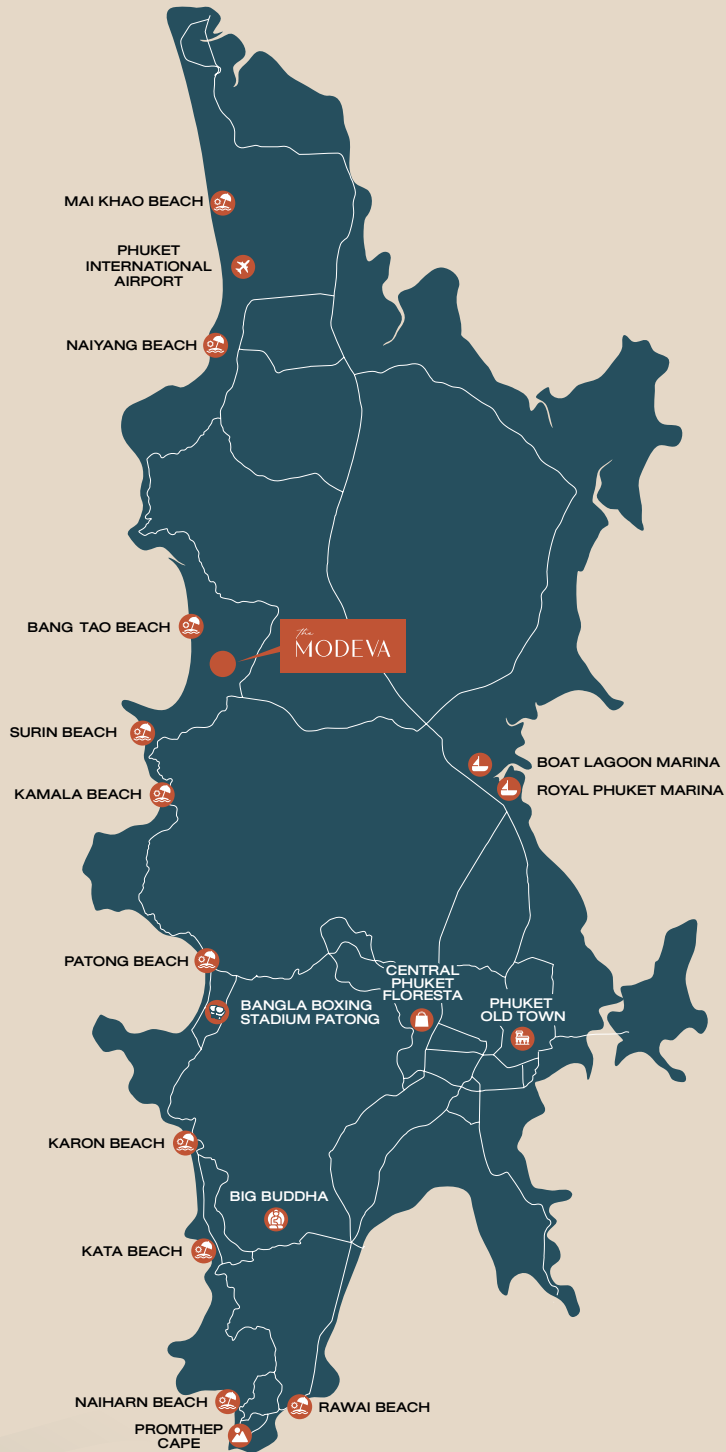 MAI KHAO BEACH
PHUKET
INTERNATIONAL
AIRPORT
NAIYANG BEACH
BANG TAO BEACH
the
MODEVA
SURIN BEACH
BOAT LAGOON MARINA
KAMALA BEACH
ROYAL PHUKET MARINA
PATONG BEACH
CENTRAL
PHUKET
FLORESTA
BANGLA BOXING
STADIUM PATONG
PHUKET
OLD TOWN
KARON BEACH
BIG BUDDHA
KATA BEACH
NAIHARN BEACH
RAWAI BEACH
PROMTHEP
CAPE